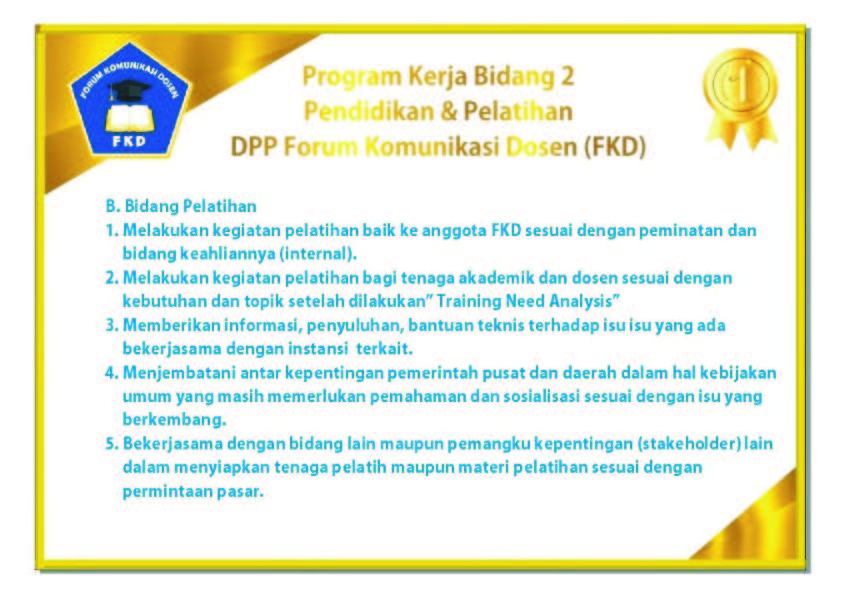 FORUM KOMUNIKASI DOSEN
FKD
Program Kerja Bidang 2
Pendidikan & Pelatihan
DPP Forum Komunikasi Dosen (FKD)
1
B. Bidang Pelatihan
1. Melakukan kegiatan pelatihan baik ke anggota FKD sesuai dengan peminatan dan
bidang keahliannya (internal).
2. Melakukan kegiatan pelatihan bagi tenaga akademik dan dosen sesuai dengan
kebutuhan dan topik setelah dilakukan” Training Need Analysis”
3. Memberikan informasi, penyuluhan, bantuan teknis terhadap isu isu yang ada
bekerjasama dengan instansi terkait.
4. Menjembatani antar kepentingan pemerintah pusat dan daerah dalam hal kebijakan
umum yang masih memerlukan pemahaman dan sosialisasi sesuai dengan isu yang
berkembang.
5. Bekerjasama dengan bidang lain maupun pemangku kepentingan (stakeholder) lain
dalam menyiapkan tenaga pelatih maupun materi pelatihan sesuai dengan
permintaan pasar.